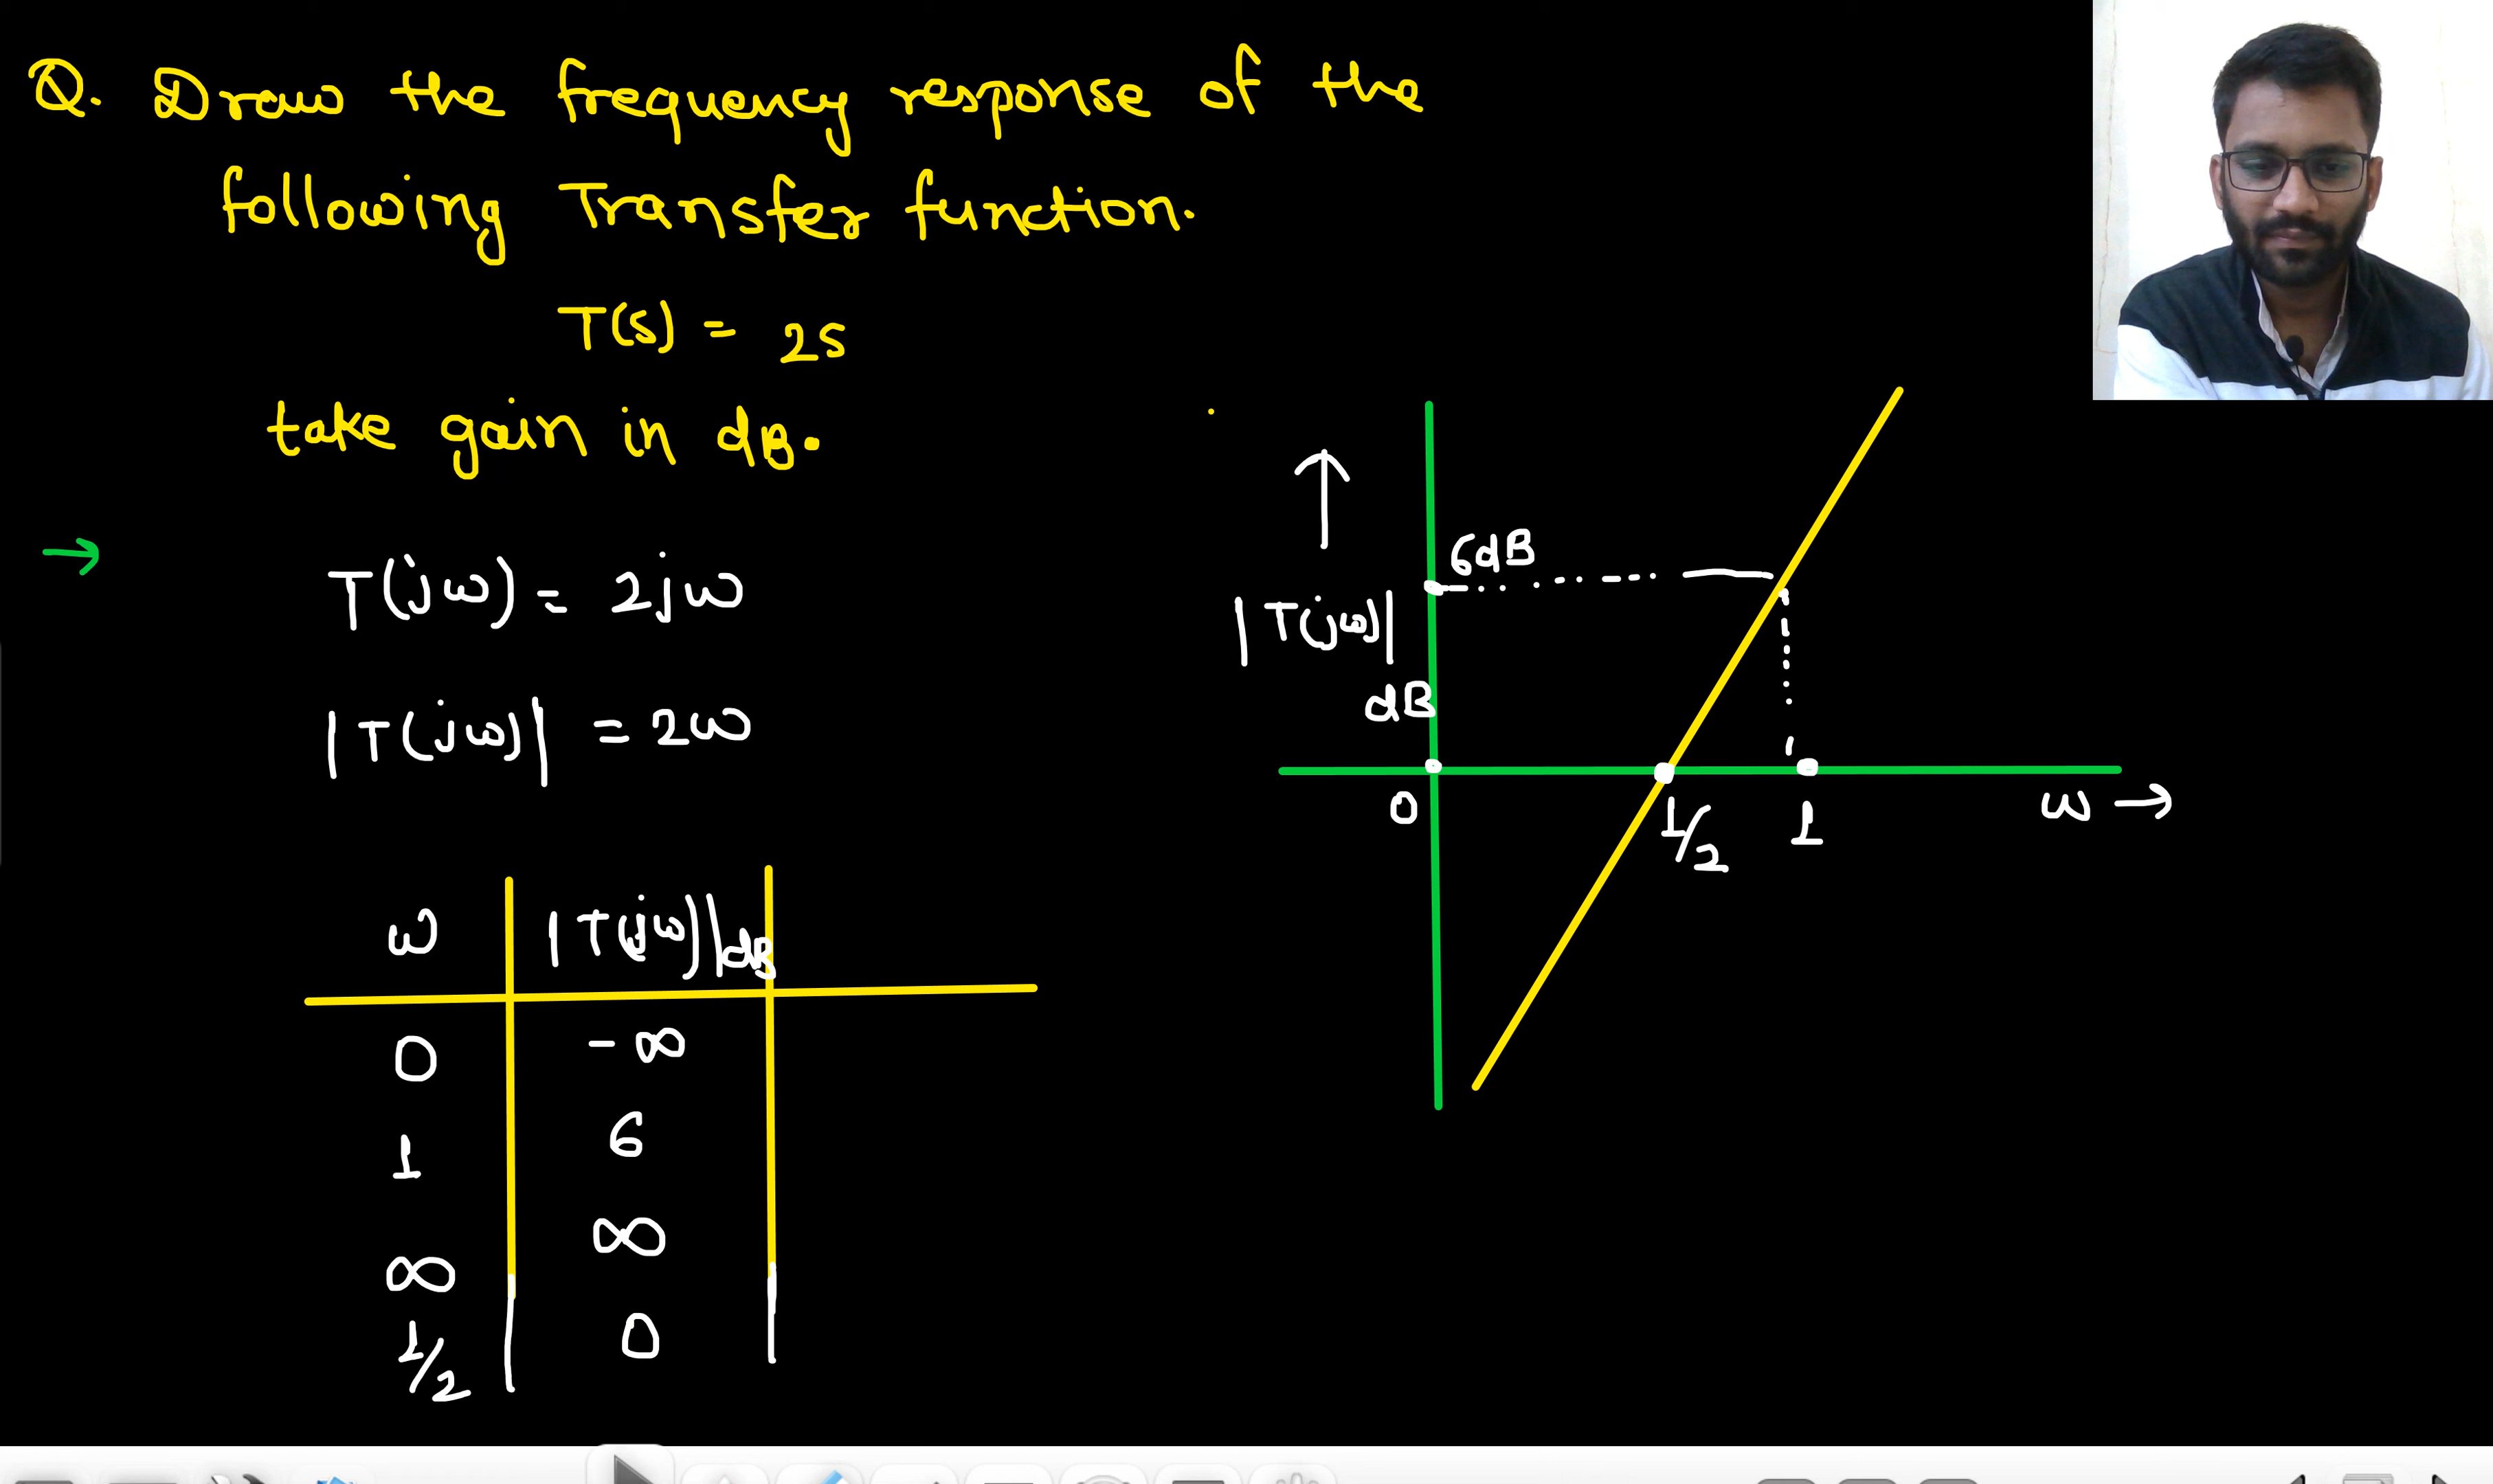 Q. Draw the frequency response of the
following Transfer function.
T(s) = 2s
take gain in dB.
→
T(jω) = 2jω
|T(jω)| = 2ω
ω |T(jω)|dB
0 -∞
1 6
∞ ∞
1/2 0
↑
6dB
|T(jω)|
dB
0 1/2 1 ω →